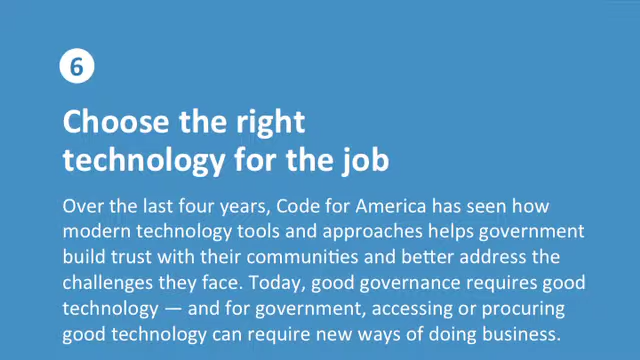 6
Choose the right
technology for the job
Over the last four years, Code for America has seen how
modern technology tools and approaches helps government
build trust with their communities and better address the
challenges they face. Today, good governance requires good
technology — and for government, accessing or procuring
good technology can require new ways of doing business.